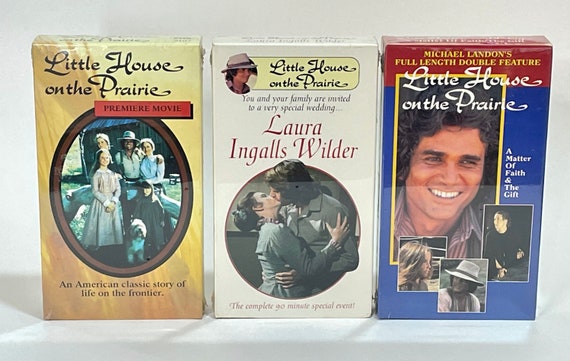 Little House
on the Prairie
PREMIERE MOVIE
An American classic story of
life on the frontier.
Little House
on the Prairie
You and your family are invited
to a very special wedding...
Laura
Ingalls Wilder
The complete 90 minute special event!
MICHAEL LANDON'S
FULL LENGTH DOUBLE FEATURE
Little House
on the Prairie
A
Matter Of
Faith
& The
Gift